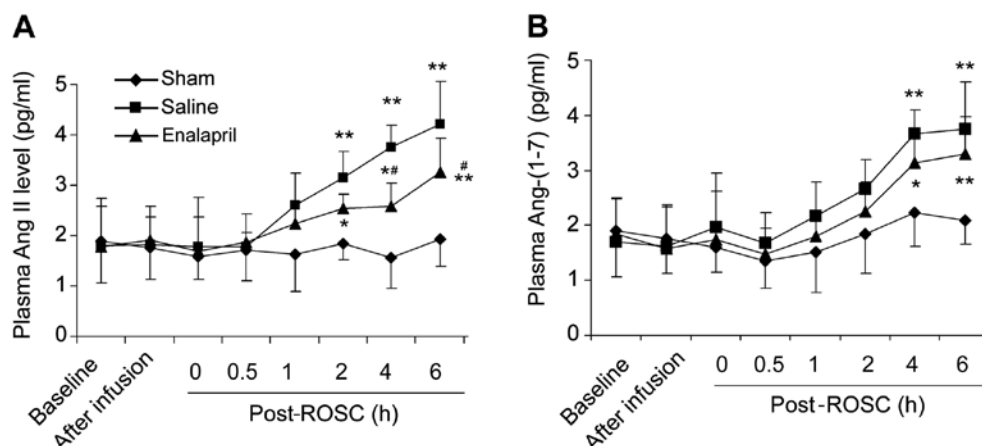 A
Plasma Ang II level (pg/ml)
Sham
Saline
Enalapril
5
4
3
2
1
0
**
**
**
*#
#
**
*
Baseline
After infusion
0 0.5 1 2 4 6
Post-ROSC (h)
B
Plasma Ang-(1-7) (pg/ml)
5
4
3
2
1
0
**
**
*
**
Baseline
After infusion
0 0.5 1 2 4 6
Post-ROSC (h)